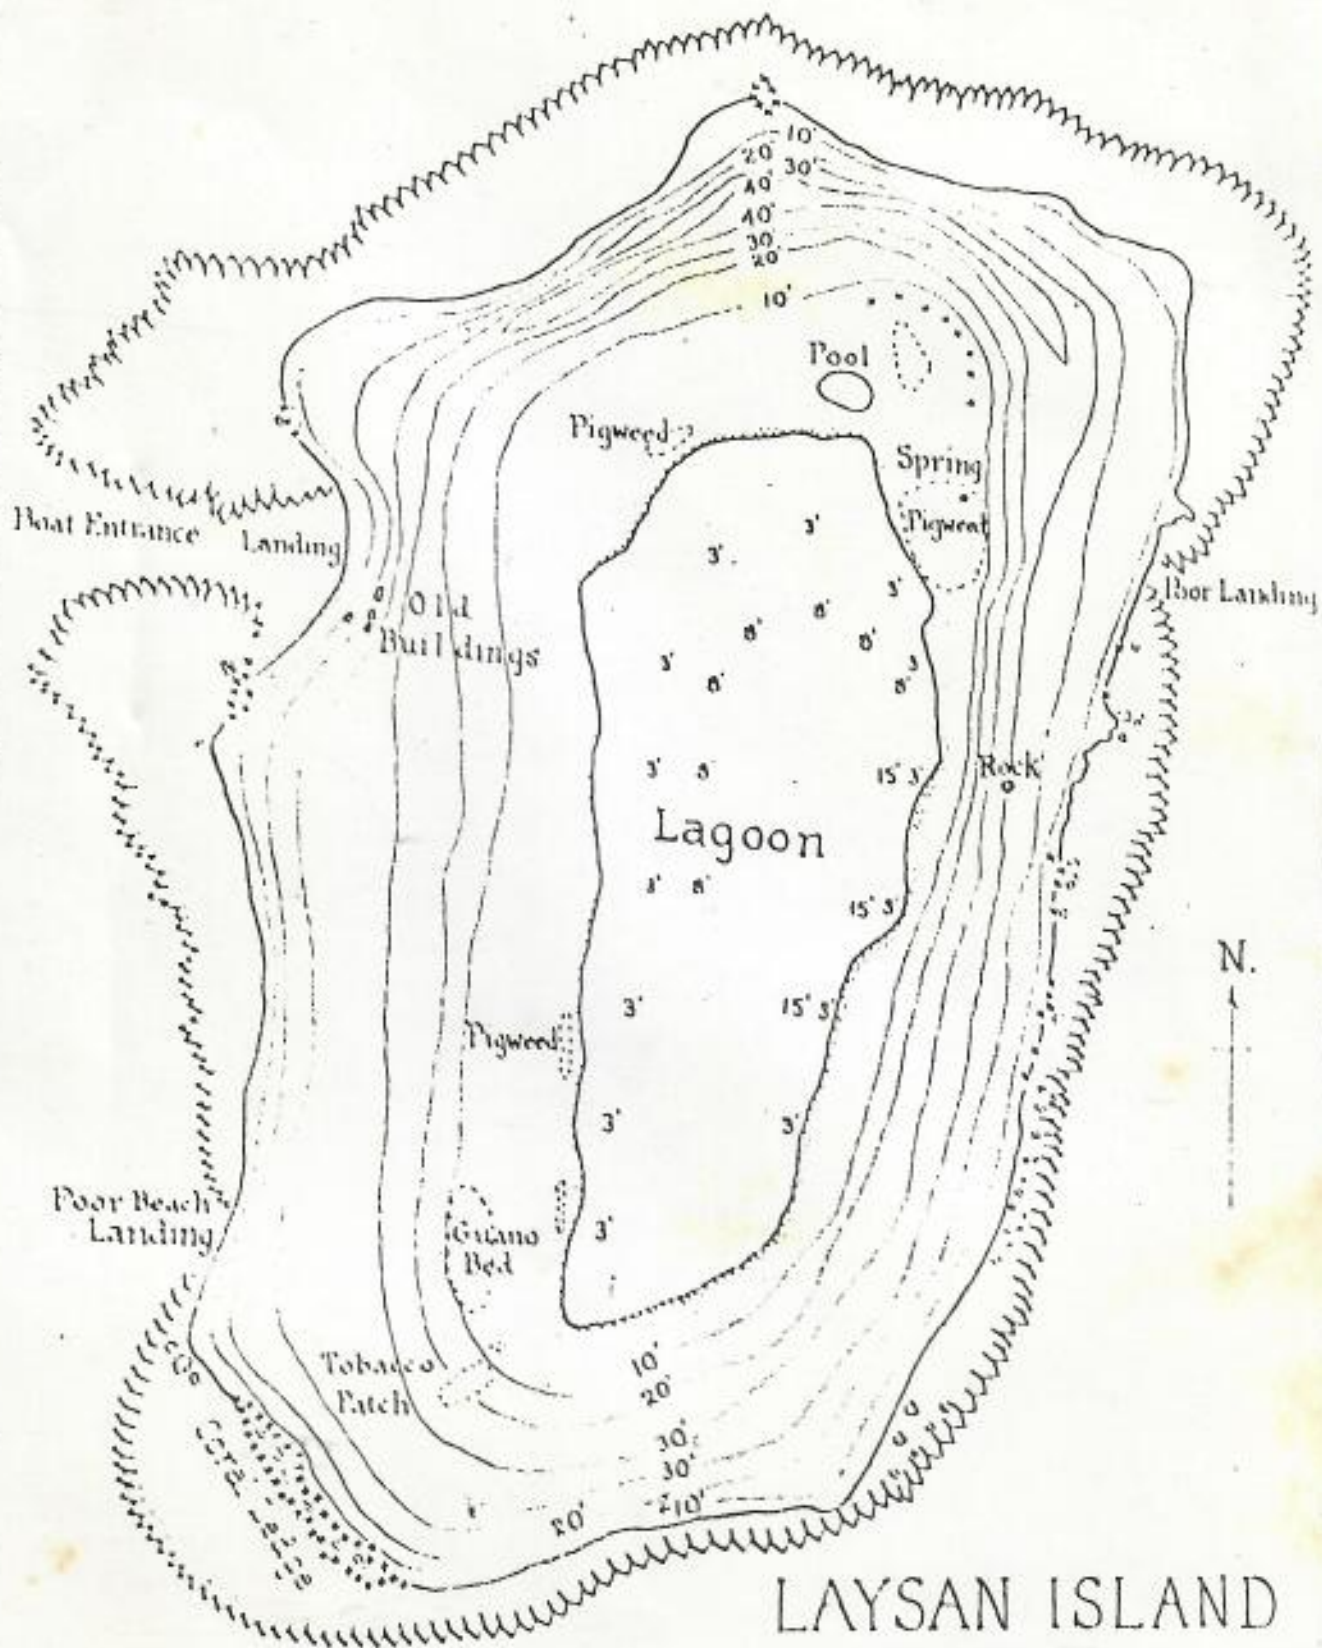 10'
20'
30'
40'
40'
30'
20'
10'
Pool
Pigweed
Spring
Pigweat
Boat Entrance
Landing
3'
3'
3'
Poor Landing
Old
Buildings
8'
8'
8'
3'
3
8'
8'
3'
8'
15' 3'
Rock
Lagoon
3'
8'
15' 3'
N.
3'
15' 3'
Pigweed
3'
3'
Poor Beach
Landing
Guano
Bed
3'
Tobacco
Patch
10'
20'
30'
30'
20'
10'
LAYSAN ISLAND